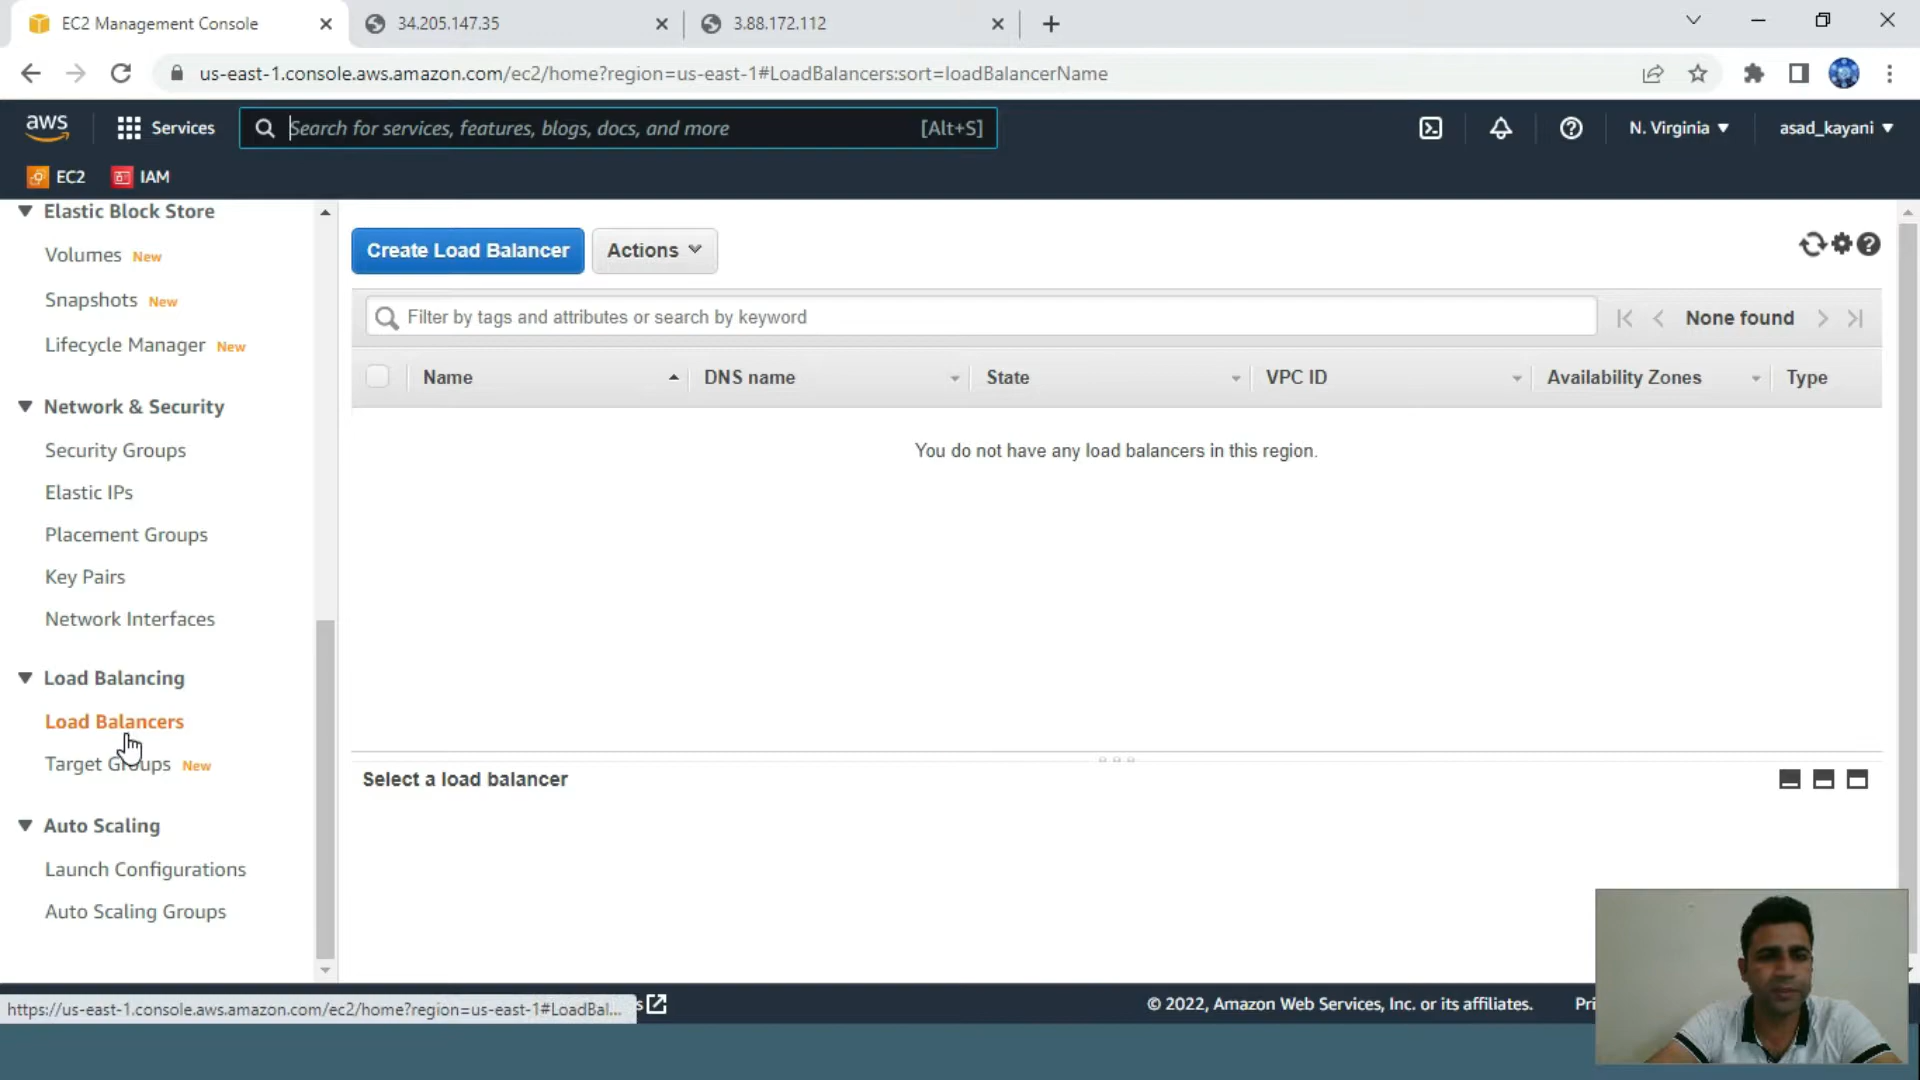 EC2 Management Console
34.205.147.35
3.88.172.112
us-east-1.console.aws.amazon.com/ec2/home?region=us-east-1#LoadBalancers:sort=loadBalancerName
aws
Services
Search for services, features, blogs, docs, and more
[Alt+S]
N. Virginia
asad_kayani
EC2
IAM
Elastic Block Store
Volumes New
Snapshots New
Lifecycle Manager New
Network & Security
Security Groups
Elastic IPs
Placement Groups
Key Pairs
Network Interfaces
Load Balancing
Load Balancers
Target Groups New
Auto Scaling
Launch Configurations
Auto Scaling Groups
Create Load Balancer
Actions
Filter by tags and attributes or search by keyword
None found
Name
DNS name
State
VPC ID
Availability Zones
Type
You do not have any load balancers in this region.
Select a load balancer
https://us-east-1.console.aws.amazon.com/ec2/home?region=us-east-1#LoadBal...
© 2022, Amazon Web Services, Inc. or its affiliates.